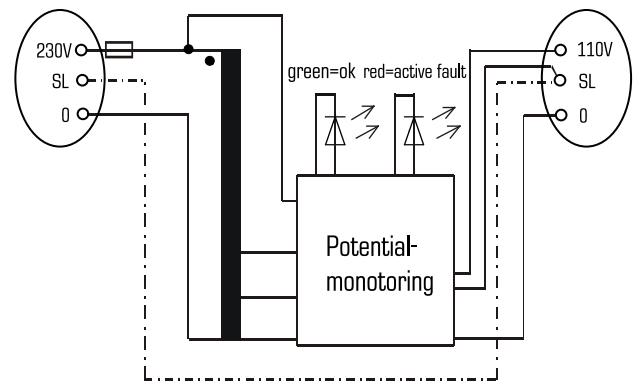 230V
SL
0
green=ok red=active fault
110V
SL
0
Potential-
monotoring